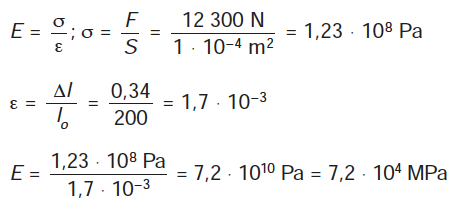 E = σ/ε ; σ = F/S = 12 300 N / 1 · 10⁻⁴ m² = 1,23 · 10⁸ Pa
ε = Δl/l₀ = 0,34/200 = 1,7 · 10⁻³
E = 1,23 · 10⁸ Pa / 1,7 · 10⁻³ = 7,2 · 10¹⁰ Pa = 7,2 · 10⁴ MPa